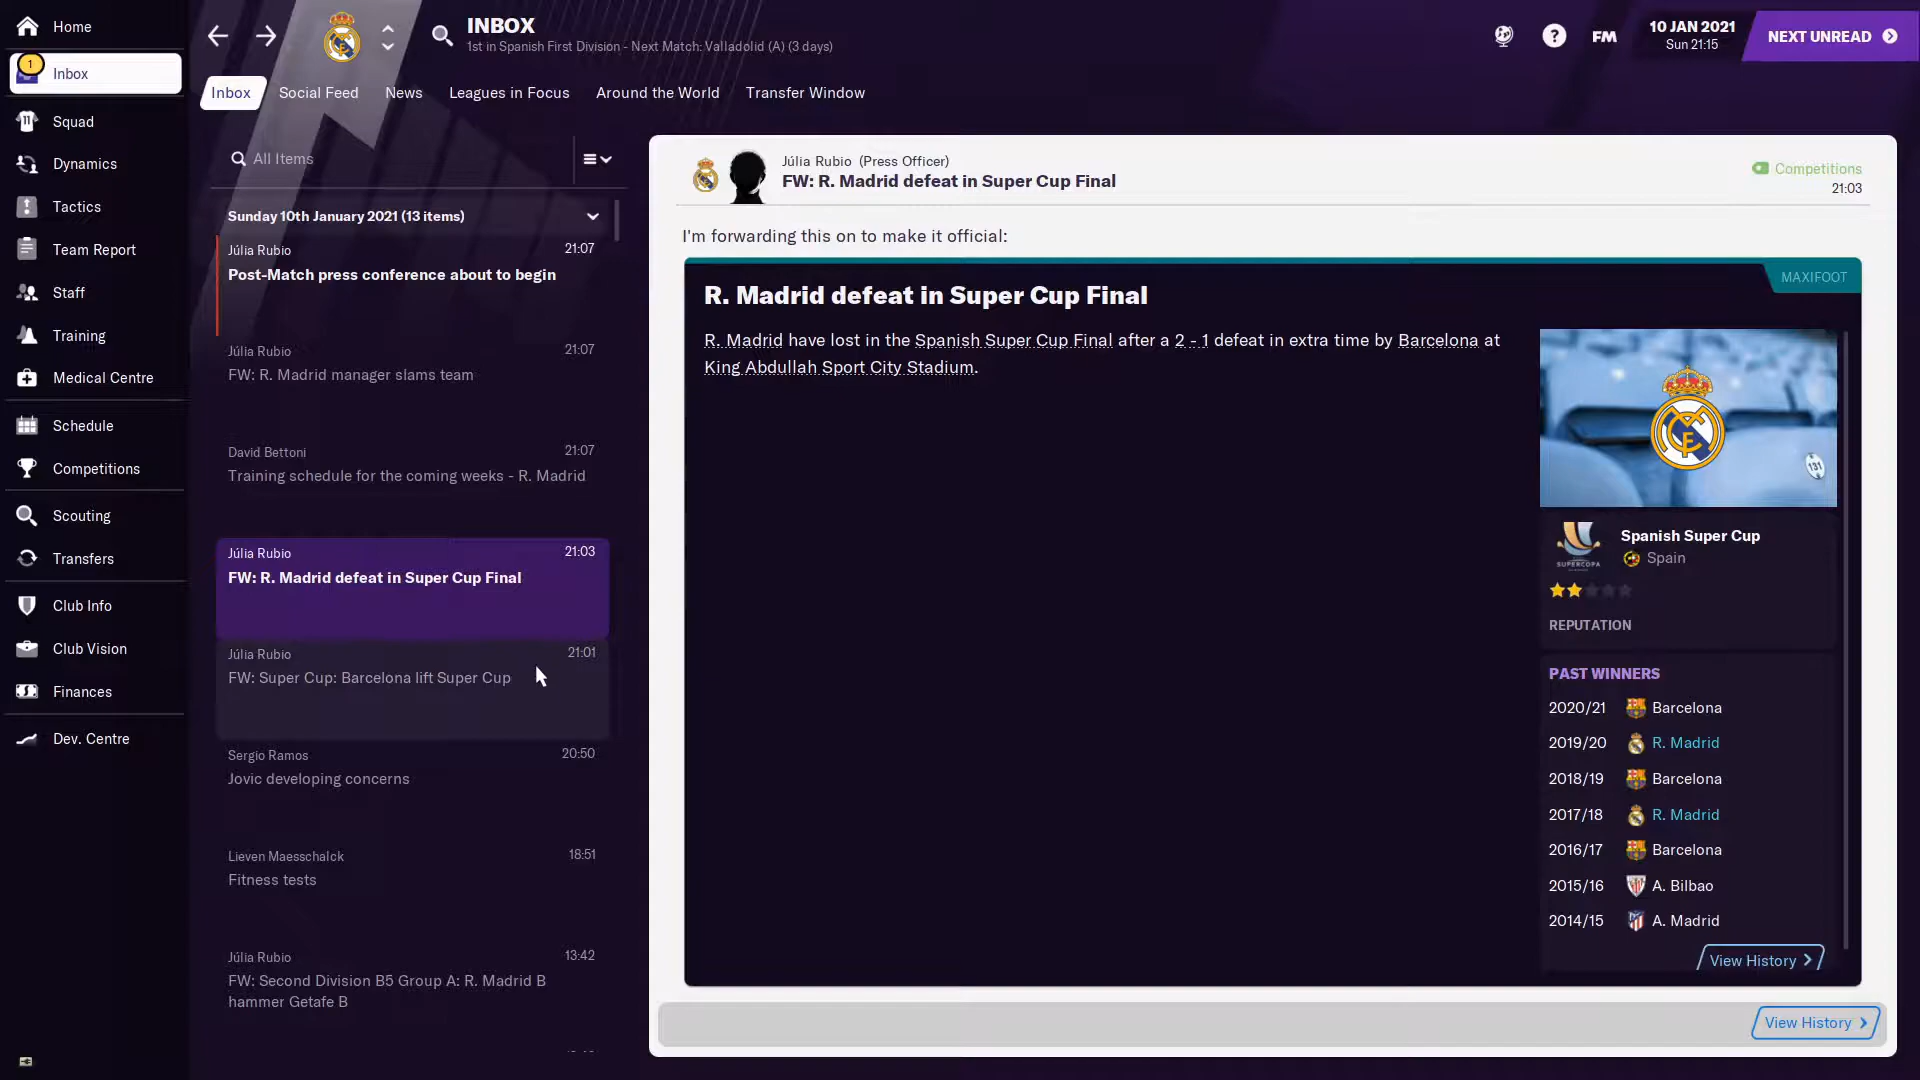 Home
1
Inbox
Squad
Dynamics
Tactics
Team Report
Staff
Training
Medical Centre
Schedule
Competitions
Scouting
Transfers
Club Info
Club Vision
Finances
Dev. Centre
INBOX
1st in Spanish First Division - Next Match: Valladolid (A) (3 days)
?
FM
10 JAN 2021
Sun 21:15
NEXT UNREAD
Inbox
Social Feed
News
Leagues in Focus
Around the World
Transfer Window
All Items
Sunday 10th January 2021 (13 items)
Júlia Rubio 21:07
Post-Match press conference about to begin
Júlia Rubio 21:07
FW: R. Madrid manager slams team
David Bettoni 21:07
Training schedule for the coming weeks - R. Madrid
Júlia Rubio 21:03
FW: R. Madrid defeat in Super Cup Final
Júlia Rubio 21:01
FW: Super Cup: Barcelona lift Super Cup
Sergio Ramos 20:50
Jovic developing concerns
Lieven Maesschalck 18:51
Fitness tests
Júlia Rubio 13:42
FW: Second Division B5 Group A: R. Madrid B
hammer Getafe B
Júlia Rubio (Press Officer)
FW: R. Madrid defeat in Super Cup Final
Competitions
21:03
I'm forwarding this on to make it official:
MAXIFOOT
R. Madrid defeat in Super Cup Final
R. Madrid have lost in the Spanish Super Cup Final after a 2 - 1 defeat in extra time by Barcelona at
King Abdullah Sport City Stadium.
131
SUPERCOPA
Spanish Super Cup
Spain
REPUTATION
PAST WINNERS
2020/21 Barcelona
2019/20 R. Madrid
2018/19 Barcelona
2017/18 R. Madrid
2016/17 Barcelona
2015/16 A. Bilbao
2014/15 A. Madrid
View History
View History